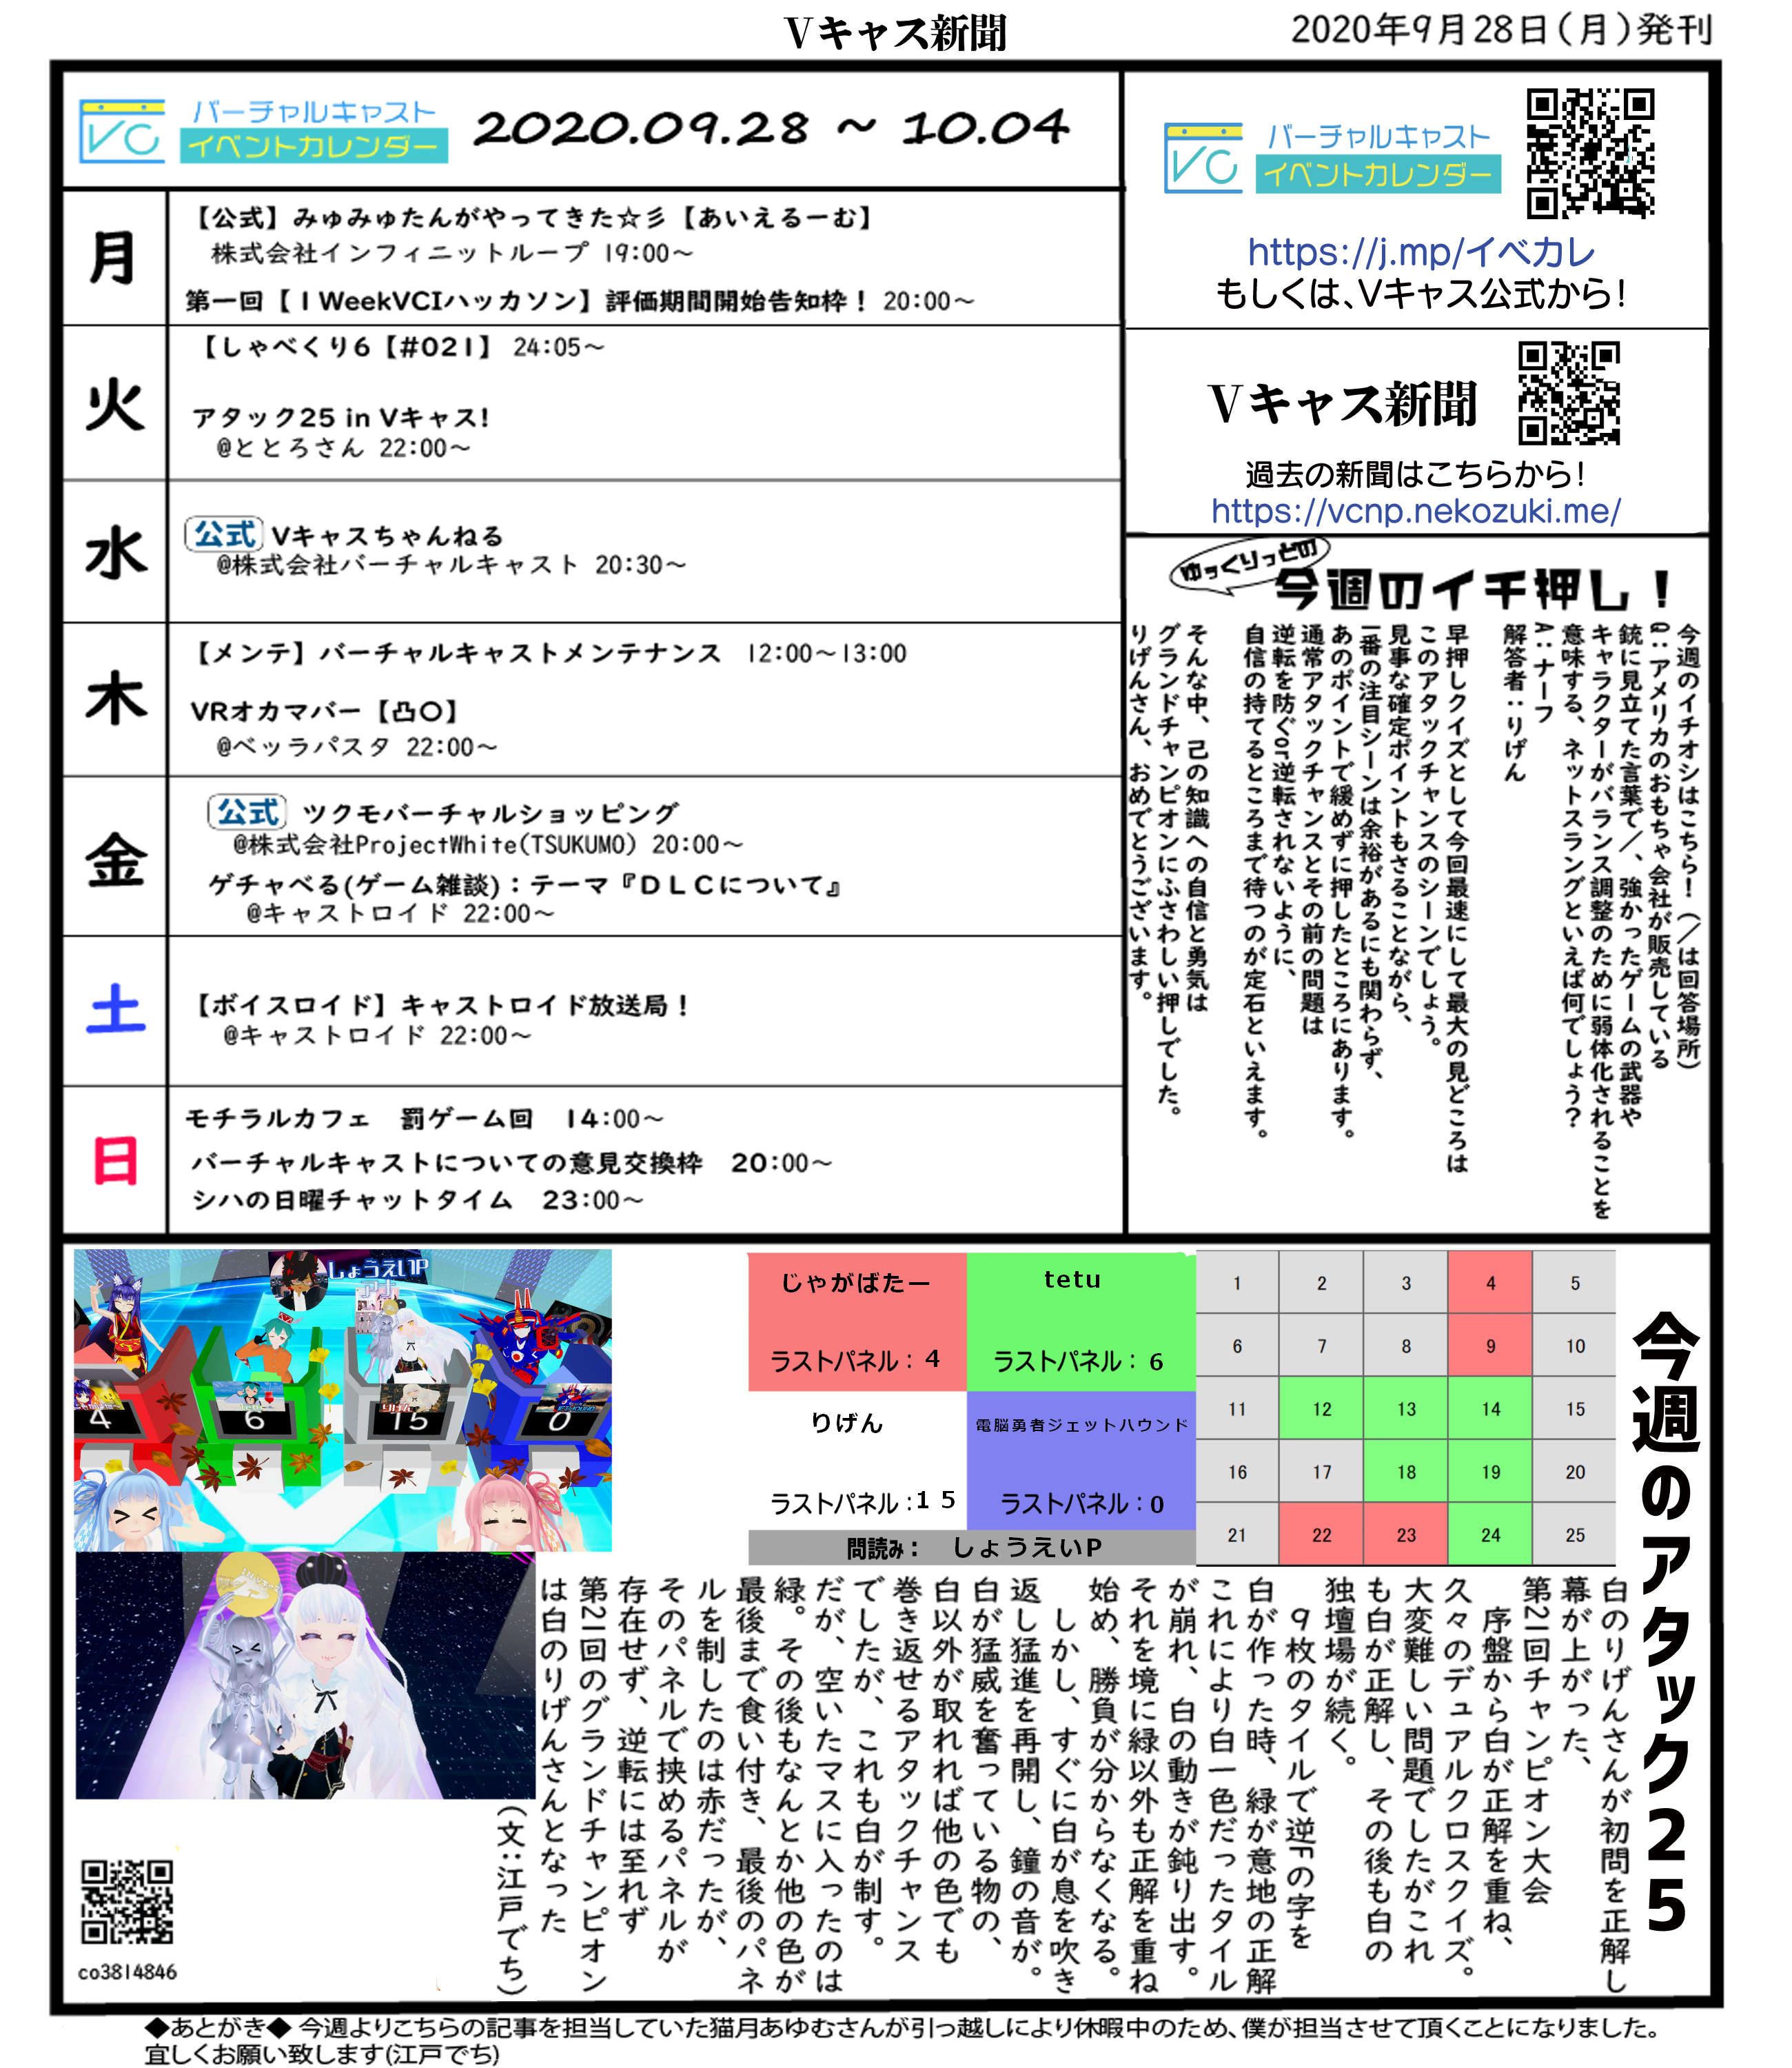 Vキャス新聞
2020年9月28日(月)発刊
VC
バーチャルキャスト
イベントカレンダー
2020.09.28 ~ 10.04
月
【公式】みゅみゅたんがやってきた☆彡【あいえるーむ】
株式会社インフィニットループ 19:00~
第一回【1WeekVCIハッカソン】評価期間開始告知枠! 20:00~
火
【しゃべくり6【#021】 24:05~
アタック25 in Vキャス!
@ととろさん 22:00~
水
公式 Vキャスちゃんねる
@株式会社バーチャルキャスト 20:30~
木
【メンテ】バーチャルキャストメンテナンス 12:00~13:00
VRオカマバー【凸〇】
@ベッラパスタ 22:00~
金
公式 ツクモバーチャルショッピング
@株式会社ProjectWhite(TSUKUMO) 20:00~
ゲチャべる(ゲーム雑談):テーマ『DLCについて』
@キャストロイド 22:00~
土
【ボイスロイド】キャストロイド放送局!
@キャストロイド 22:00~
日
モチラルカフェ 罰ゲーム回 14:00~
バーチャルキャストについての意見交換枠 20:00~
シハの日曜チャットタイム 23:00~
VC
バーチャルキャスト
イベントカレンダー
https://j.mp/イベカレ
もしくは、Vキャス公式から!
Vキャス新聞
過去の新聞はこちらから!
https://vcnp.nekozuki.me/
ゆっくりっどの
今週のイチ押し!
今週のイチオシはこちら!(/は回答場所)
Q:アメリカのおもちゃ会社が販売している
銃に見立てた言葉で/、強かったゲームの武器や
キャラクターがバランス調整のために弱体化されることを
意味する、ネットスラングといえば何でしょう?
A:ナーフ
解答者:りげん
早押しクイズとして今回最速にして最大の見どころは
このアタックチャンスのシーンでしょう。
見事な確定ポイントもさることながら、
一番の注目シーンは余裕があるにも関わらず、
あのポイントで緩めずに押したところにあります。
通常アタックチャンスとその前の問題は
逆転を防ぐor逆転されないように、
自信の持てるところまで待つのが定石といえます。
そんな中、己の知識への自信と勇気は
グランドチャンピオンにふさわしい押しでした。
りげんさん、おめでとうございます。
しょうえいP
アナ
4
6
15
0
りげん
じゃがばたー
ラストパネル:4
tetu
ラストパネル:6
りげん
ラストパネル:15
電脳勇者ジェットハウンド
ラストパネル:0
問読み: しょうえいP
1 2 3 4 5
6 7 8 9 10
11 12 13 14 15
16 17 18 19 20
21 22 23 24 25
今週のアタック25
白のりげんさんが初問を正解し
幕が上がった、
第21回チャンピオン大会
序盤から白が正解を重ね、
久々のデュアルクロスクイズ。
大変難しい問題でしたがこれ
も白が正解し、その後も白の
独壇場が続く。
9枚のタイルで逆Fの字を
白が作った時、緑が意地の正解
これにより白一色だったタイル
が崩れ、白の動きが鈍り出す。
それを境に緑以外も正解を重ね
始め、勝負が分からなくなる。
しかし、すぐに白が息を吹き
返し猛進を再開し、鐘の音が。
白が猛威を奮っている物の、
白以外が取れれば他の色でも
巻き返せるアタックチャンス
でしたが、これも白が制す。
だが、空いたマスに入ったのは
緑。その後もなんとか他の色が
最後まで食い付き、最後のパネ
ルを制したのは赤だったが、
そのパネルで挟めるパネルが
存在せず、逆転には至れず
第21回のグランドチャンピオン
は白のりげんさんとなった
(文:江戸でち)
co3814846
◆あとがき◆ 今週よりこちらの記事を担当していた猫月あゆむさんが引っ越しにより休暇中のため、僕が担当させて頂くことになりました。
宜しくお願い致します(江戸でち)